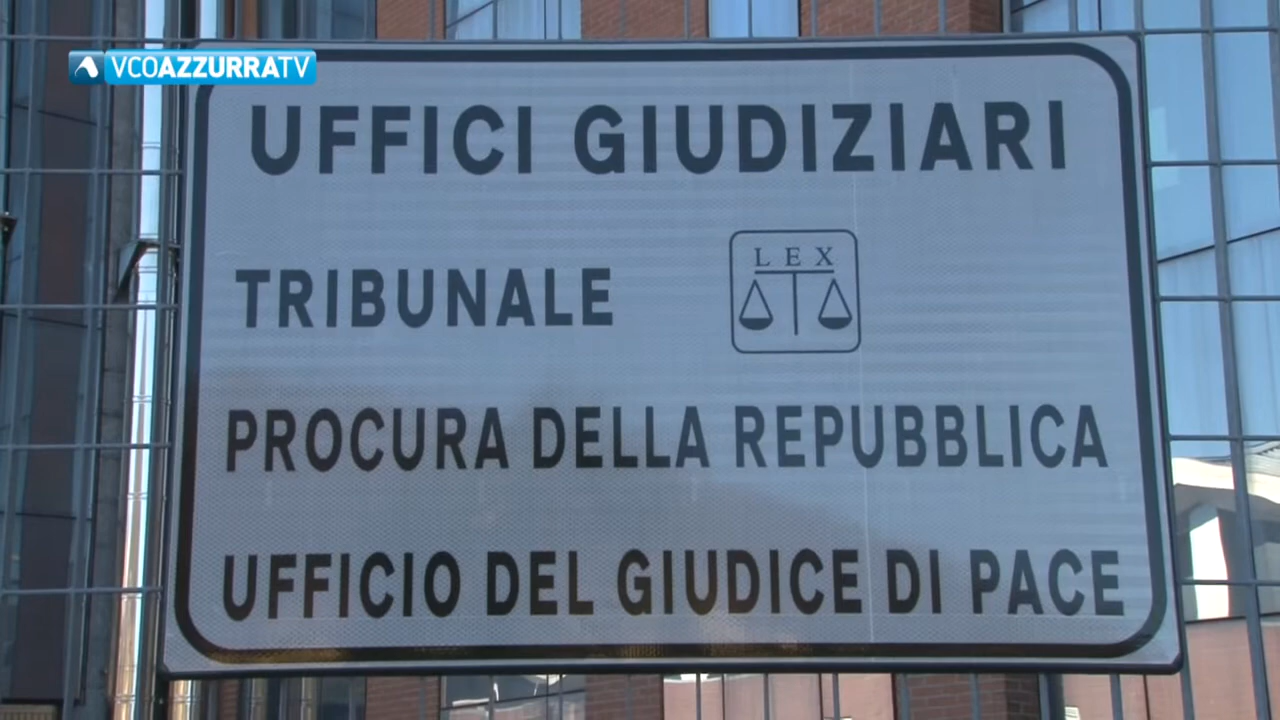 VCOAZZURRATV
UFFICI GIUDIZIARI
TRIBUNALE
LEX
PROCURA DELLA REPUBBLICA
UFFICIO DEL GIUDICE DI PACE